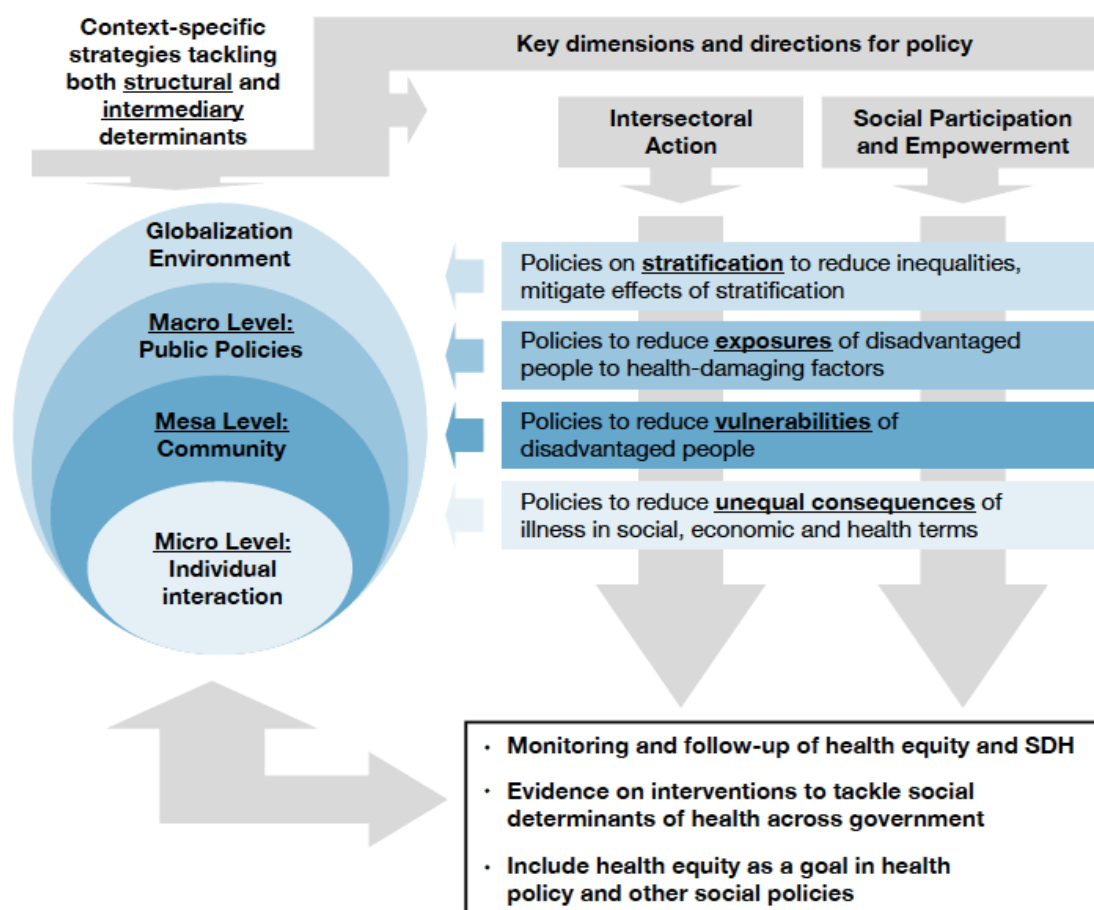 Context-specific
strategies tackling
both structural and
intermediary
determinants
Key dimensions and directions for policy
Intersectoral
Action
Social Participation
and Empowerment
Globalization
Environment
Macro Level:
Public Policies
Mesa Level:
Community
Micro Level:
Individual
interaction
Policies on stratification to reduce inequalities,
mitigate effects of stratification
Policies to reduce exposures of disadvantaged
people to health-damaging factors
Policies to reduce vulnerabilities of
disadvantaged people
Policies to reduce unequal consequences of
illness in social, economic and health terms
· Monitoring and follow-up of health equity and SDH
· Evidence on interventions to tackle social
determinants of health across government
· Include health equity as a goal in health
policy and other social policies